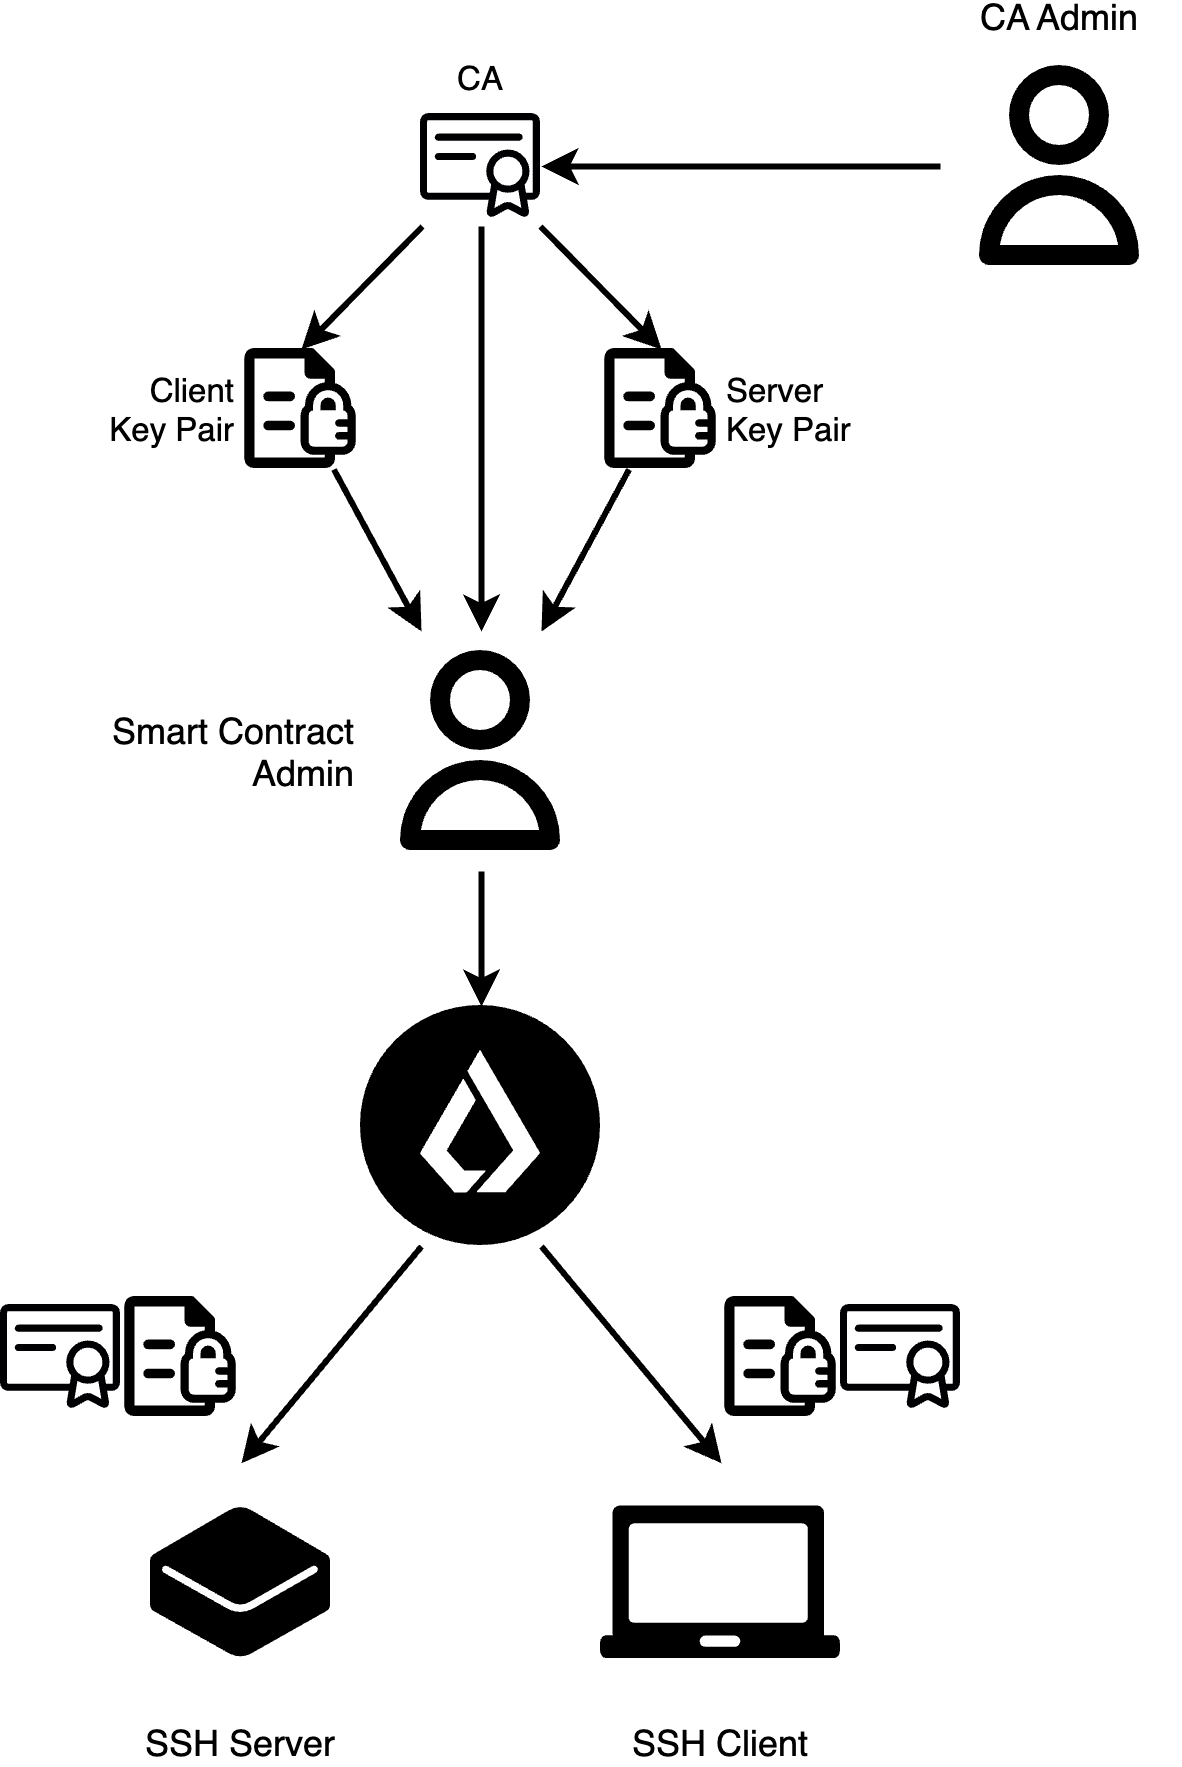 CA Admin
CA
Client
Key Pair
Server
Key Pair
Smart Contract
Admin
SSH Server
SSH Client